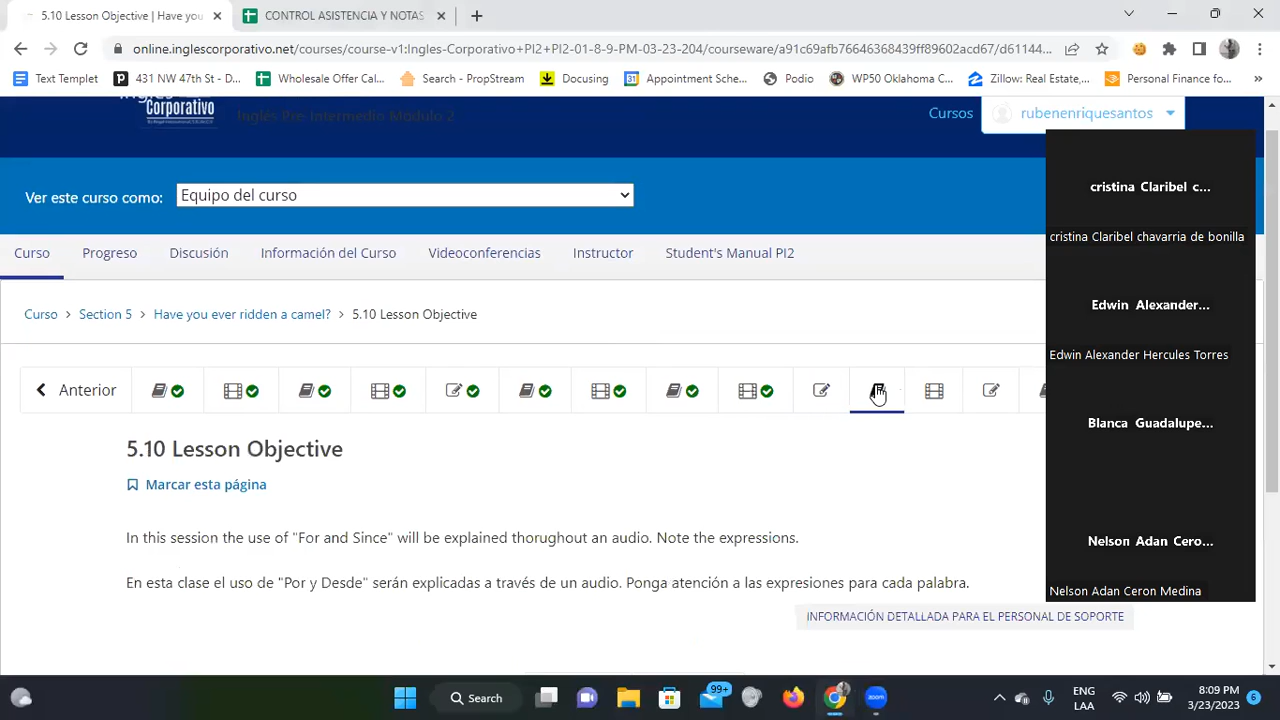 5.10 Lesson Objective | Have you
CONTROL ASISTENCIA Y NOTAS
online.inglescorporativo.net/courses/course-v1:Ingles-Corporativo+PI2+PI2-01-8-9-PM-03-23-204/courseware/a91c69afb76646368439ff89602acd67/d61144...
Text Templet
431 NW 47th St - D...
Wholesale Offer Cal...
Search - PropStream
Docusing
Appointment Sche...
Podio
WP50 Oklahoma C...
Zillow: Real Estate,...
Personal Finance fo...
»
Corporativo
Inglés Pre-Intermedio Módulo 2
Cursos
rubenenriquesantos
Ver este curso como:
Equipo del curso
Curso
Progreso
Discusión
Información del Curso
Videoconferencias
Instructor
Student's Manual PI2
Curso > Section 5 > Have you ever ridden a camel? > 5.10 Lesson Objective
Anterior
5.10 Lesson Objective
Marcar esta página
In this session the use of "For and Since" will be explained thorughout an audio. Note the expressions.
En esta clase el uso de "Por y Desde" serán explicadas a través de un audio. Ponga atención a las expresiones para cada palabra.
INFORMACIÓN DETALLADA PARA EL PERSONAL DE SOPORTE
cristina Claribel c...
cristina Claribel chavarria de bonilla
Edwin Alexander...
Edwin Alexander Hercules Torres
Blanca Guadalupe...
Nelson Adan Cero...
Nelson Adan Ceron Medina
Search
99+
zoom
ENG
LAA
8:09 PM
3/23/2023
6